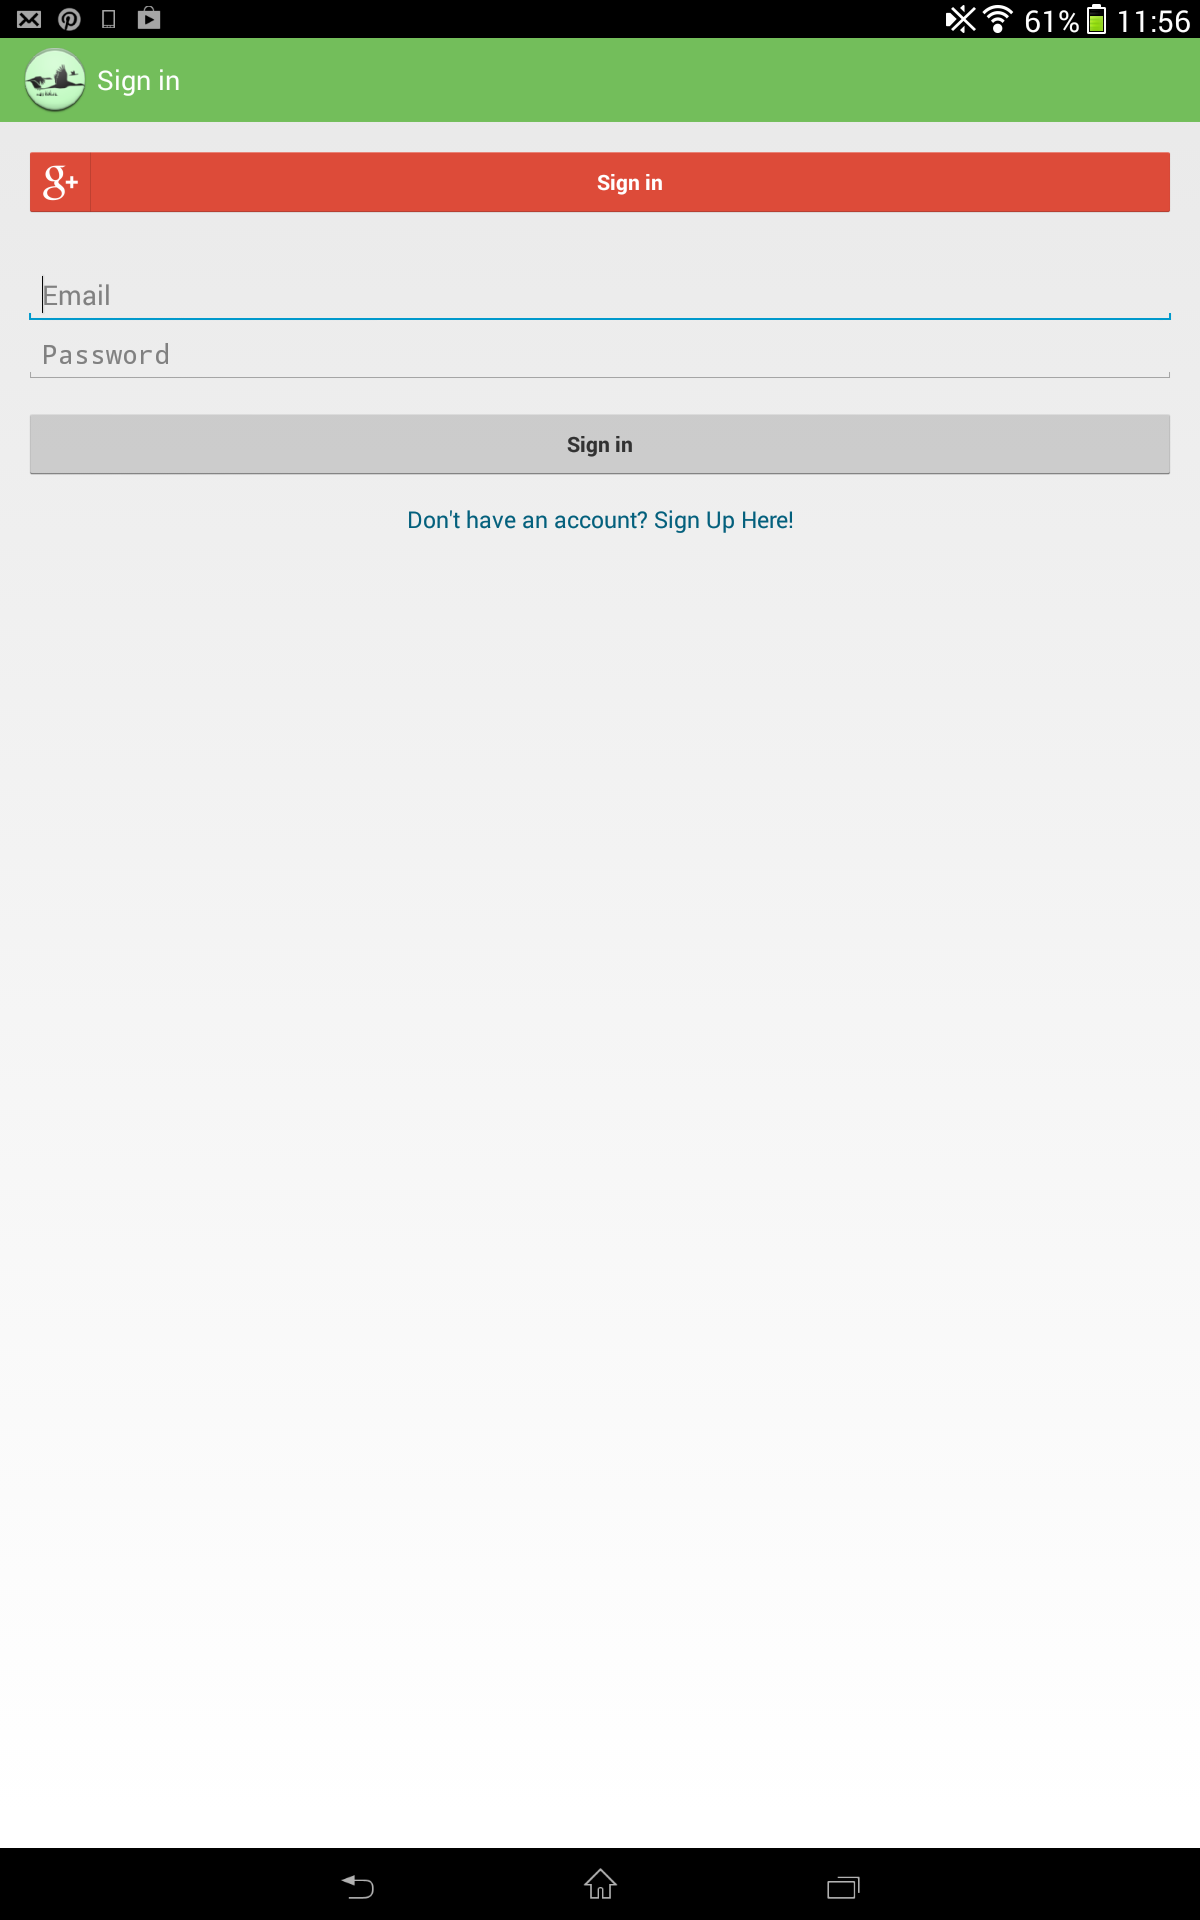 61% 11:56
Sign in
g+ Sign in
Email
Password
Sign in
Don't have an account? Sign Up Here!